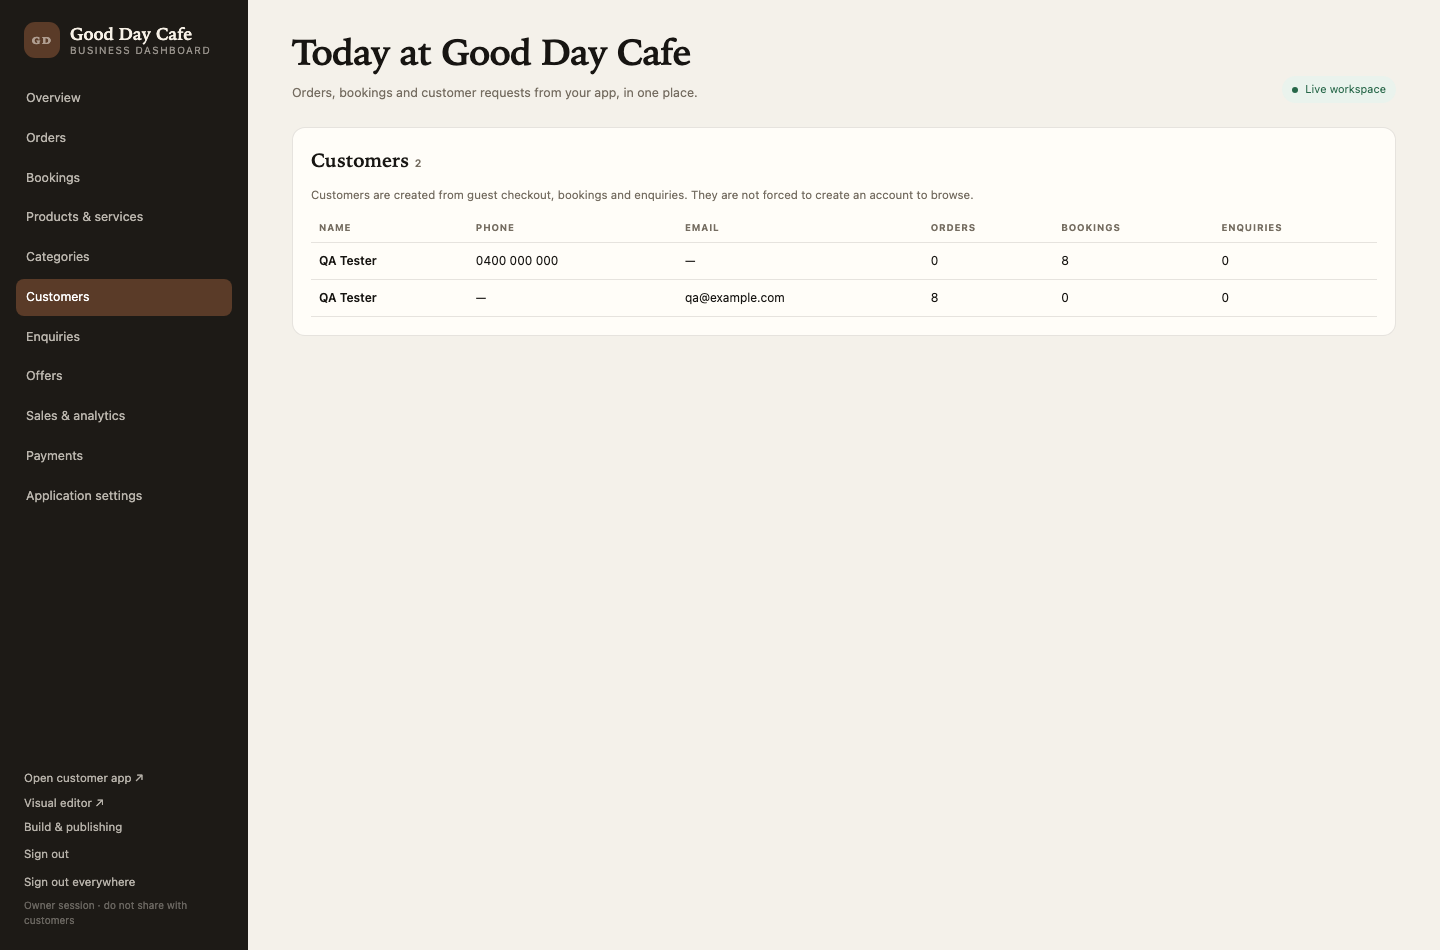 GD
Good Day Cafe
BUSINESS DASHBOARD
Overview
Orders
Bookings
Products & services
Categories
Customers
Enquiries
Offers
Sales & analytics
Payments
Application settings
Open customer app ↗
Visual editor ↗
Build & publishing
Sign out
Sign out everywhere
Owner session · do not share with
customers
Today at Good Day Cafe
Orders, bookings and customer requests from your app, in one place.
Live workspace
Customers 2
Customers are created from guest checkout, bookings and enquiries. They are not forced to create an account to browse.
NAME PHONE EMAIL ORDERS BOOKINGS ENQUIRIES
QA Tester 0400 000 000 — 0 8 0
QA Tester — qa@example.com 8 0 0